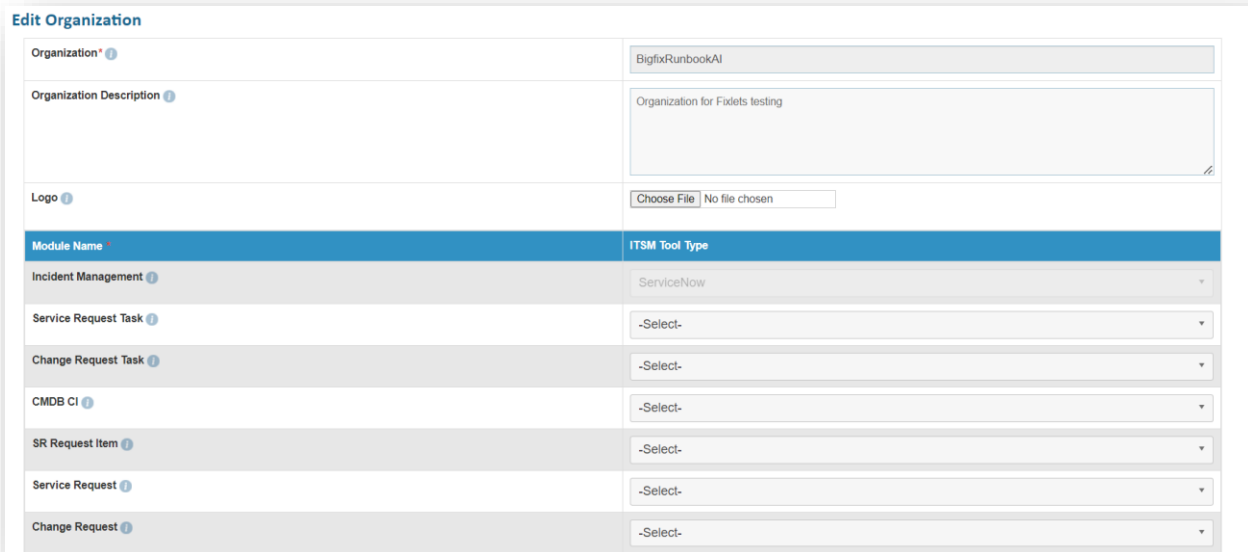 Edit Organization
Organization*
BigfixRunbookAI
Organization Description
Organization for Fixlets testing
Logo
Choose File No file chosen
Module Name * ITSM Tool Type
Incident Management
ServiceNow
Service Request Task
-Select-
Change Request Task
-Select-
CMDB CI
-Select-
SR Request Item
-Select-
Service Request
-Select-
Change Request
-Select-